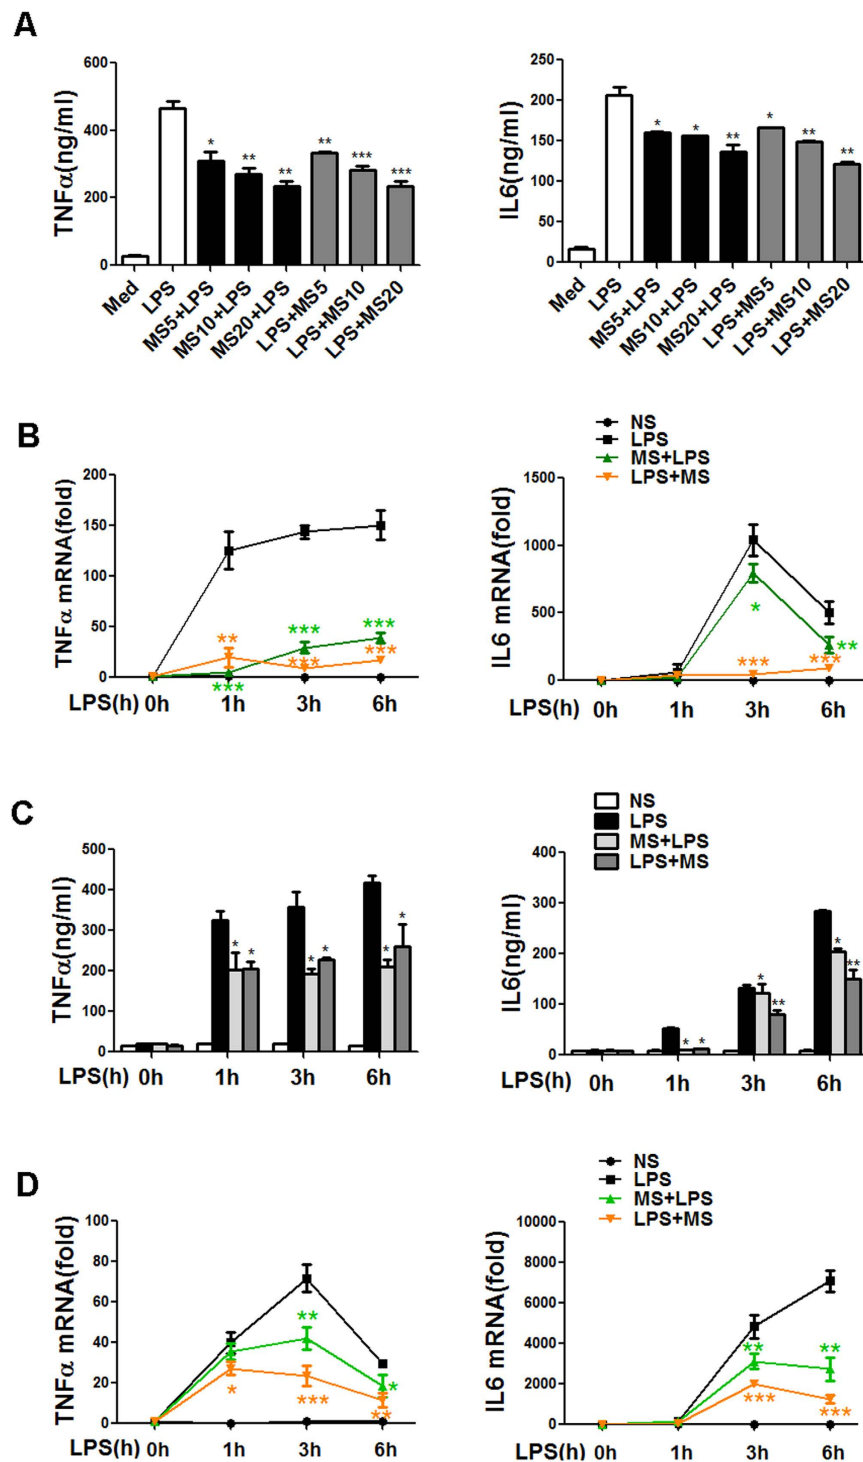 A
TNFα(ng/ml)
600
400
200
0
* ** ** ** *** ***
Med LPS MS5+LPS MS10+LPS MS20+LPS LPS+MS5 LPS+MS10 LPS+MS20
IL6(ng/ml)
250
200
150
100
50
0
* * ** * ** **
Med LPS MS5+LPS MS10+LPS MS20+LPS LPS+MS5 LPS+MS10 LPS+MS20
B
TNFα mRNA(fold)
200
150
100
50
0
** *** ***
*** *** ***
LPS(h) 0h 1h 3h 6h
NS
LPS
MS+LPS
LPS+MS
IL6 mRNA(fold)
1500
1000
500
0
* **
*** ***
LPS(h) 0h 1h 3h 6h
C
TNFα(ng/ml)
500
400
300
200
100
0
* * * * * *
LPS(h) 0h 1h 3h 6h
NS
LPS
MS+LPS
LPS+MS
IL6(ng/ml)
400
300
200
100
0
* * * ** * **
LPS(h) 0h 1h 3h 6h
D
TNFα mRNA(fold)
100
80
60
40
20
0
** *
* *** **
LPS(h) 0h 1h 3h 6h
NS
LPS
MS+LPS
LPS+MS
IL6 mRNA(fold)
10000
8000
6000
4000
2000
0
** **
*** ***
LPS(h) 0h 1h 3h 6h